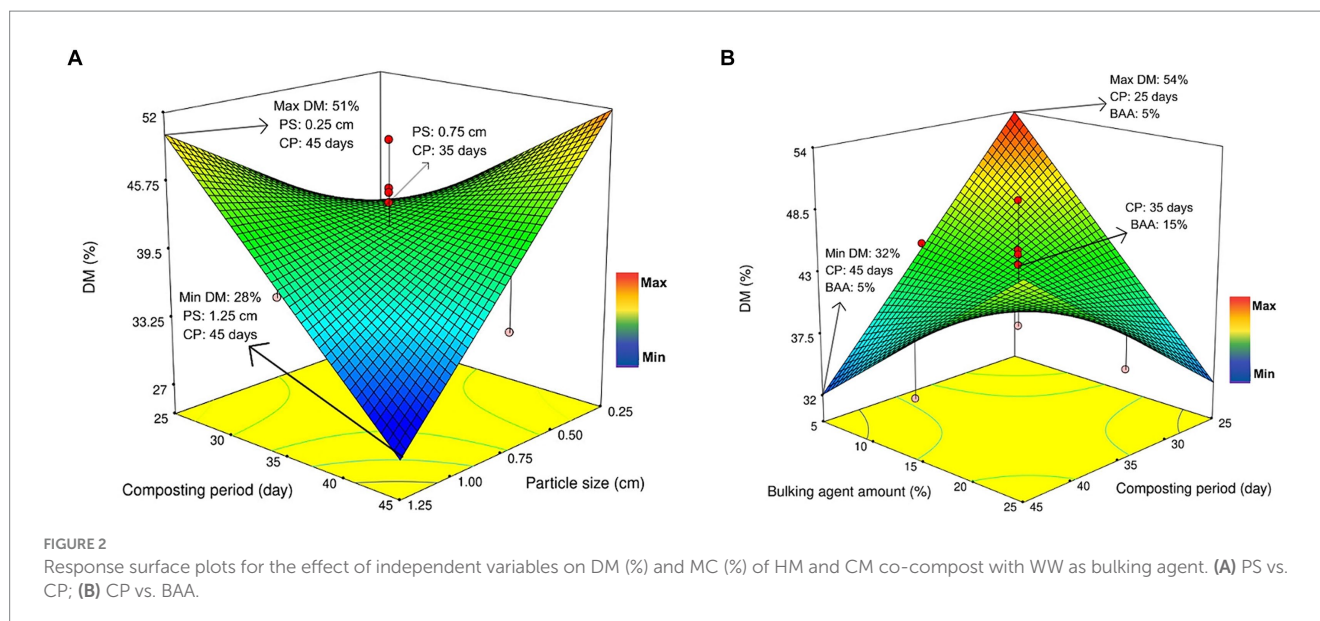 A
Max DM: 51%
PS: 0.25 cm
CP: 45 days
PS: 0.75 cm
CP: 35 days
Min DM: 28%
PS: 1.25 cm
CP: 45 days
52
45.75
39.5
33.25
27
DM (%)
25
30
35
40
45
Composting period (day)
1.25
1.00
0.75
0.50
0.25
Particle size (cm)
Max
Min
B
Max DM: 54%
CP: 25 days
BAA: 5%
CP: 35 days
BAA: 15%
Min DM: 32%
CP: 45 days
BAA: 5%
54
48.5
43
37.5
32
DM (%)
5
10
15
20
25
Bulking agent amount (%)
45
40
35
30
25
Composting period (day)
Max
Min
FIGURE 2
Response surface plots for the effect of independent variables on DM (%) and MC (%) of HM and CM co-compost with WW as bulking agent. (A) PS vs.
CP; (B) CP vs. BAA.